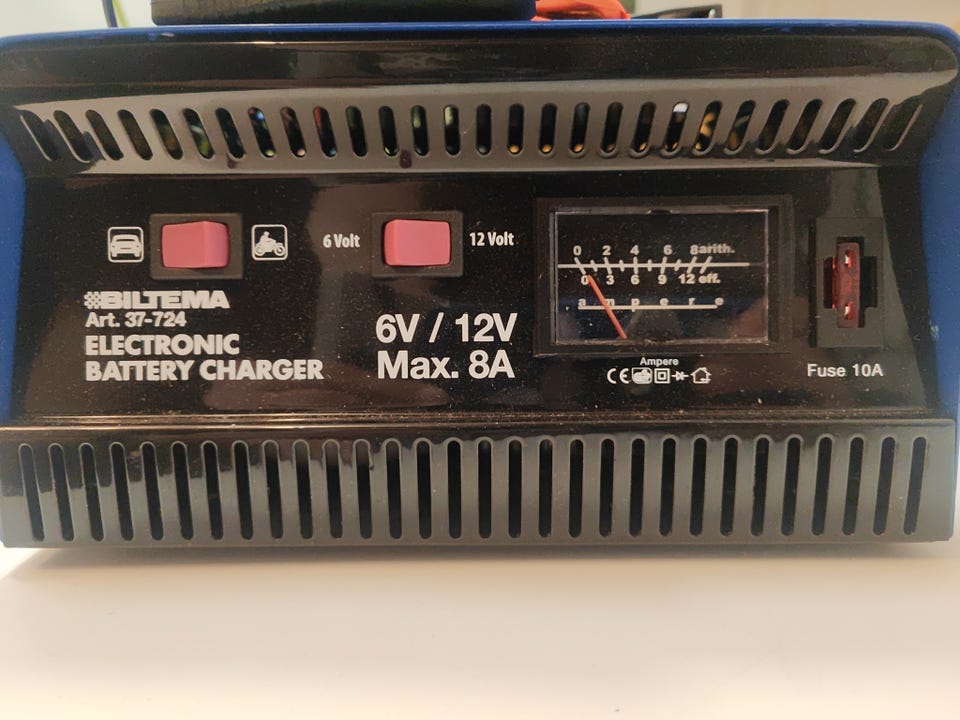 6 Volt
12 Volt
BILTEMA
Art. 37-724
ELECTRONIC
BATTERY CHARGER
6V / 12V
Max. 8A
0 2 4 6 8 arith.
0 3 6 9 12 eff.
a m p e r e
Ampere
CE
Fuse 10A